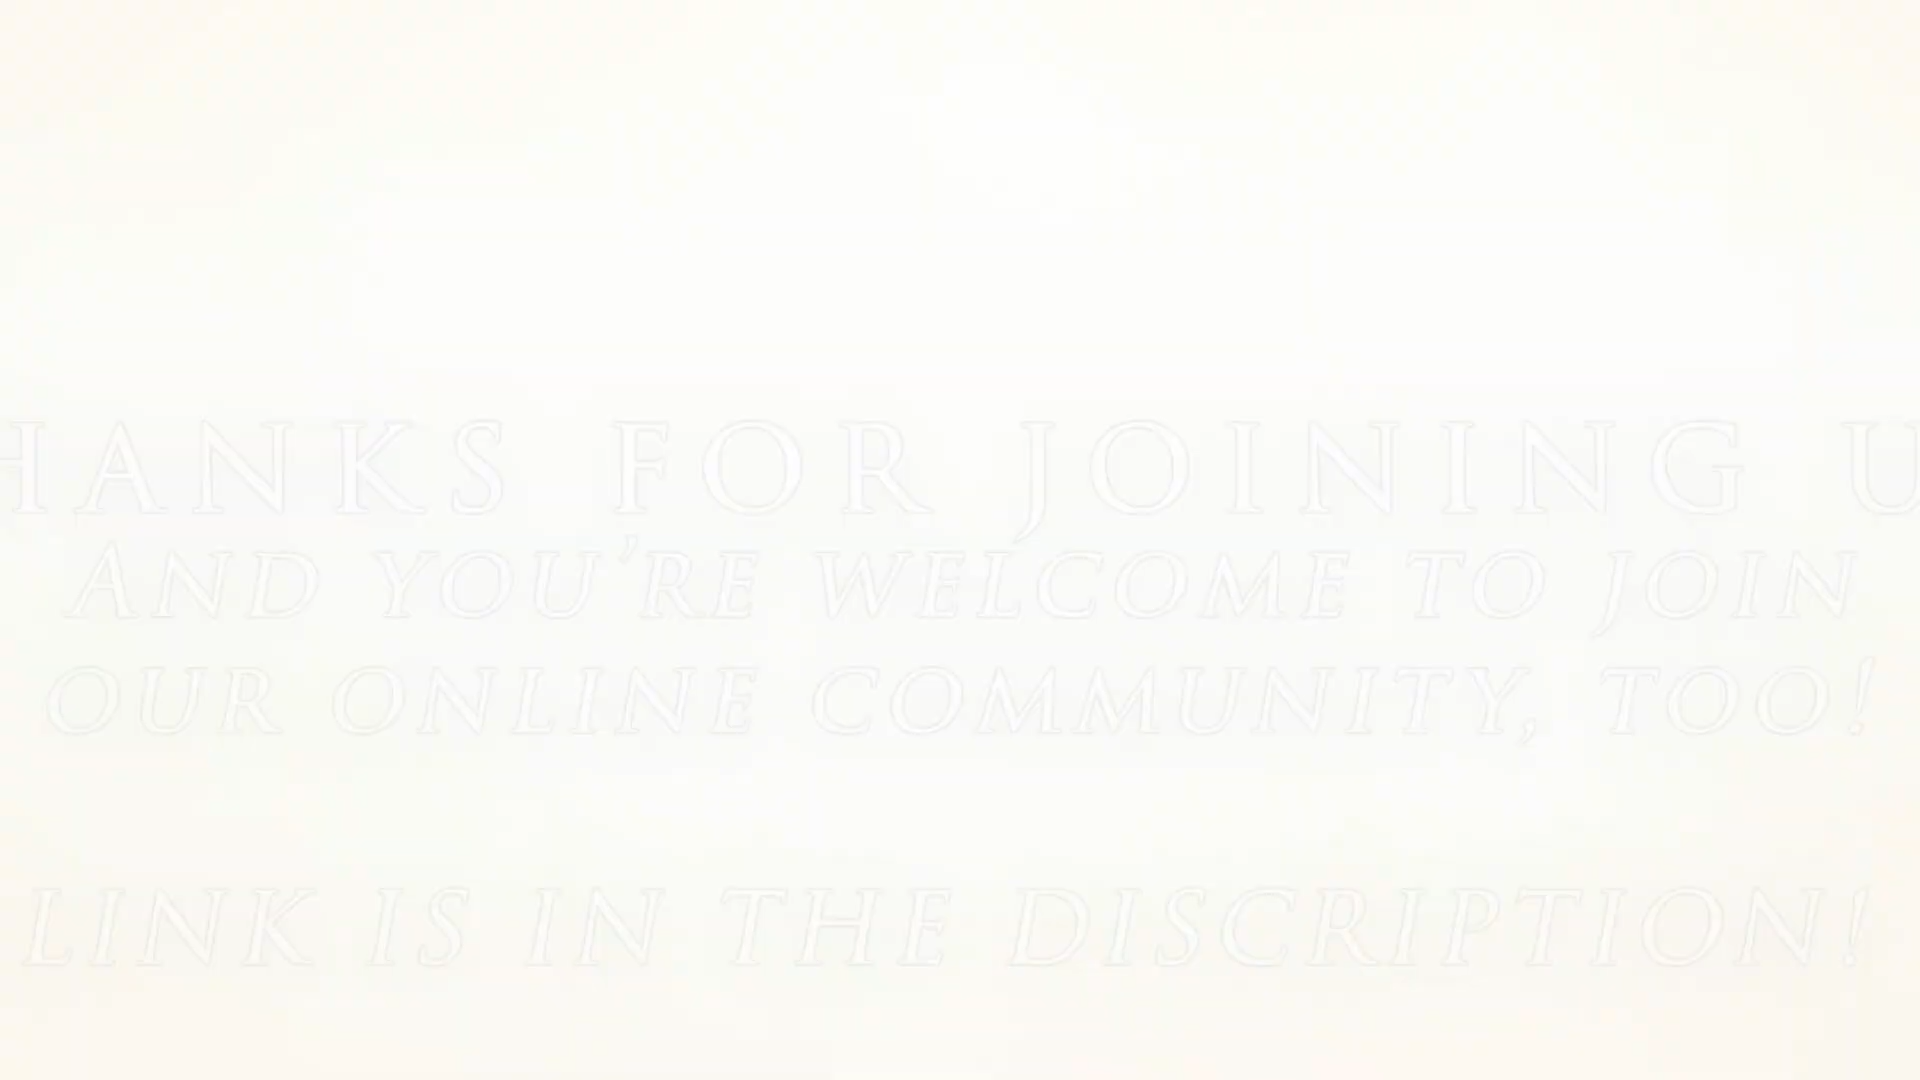 HANKS FOR JOINING U
AND YOU'RE WELCOME TO JOIN
OUR ONLINE COMMUNITY, TOO!
LINK IS IN THE DISCRIPTION!